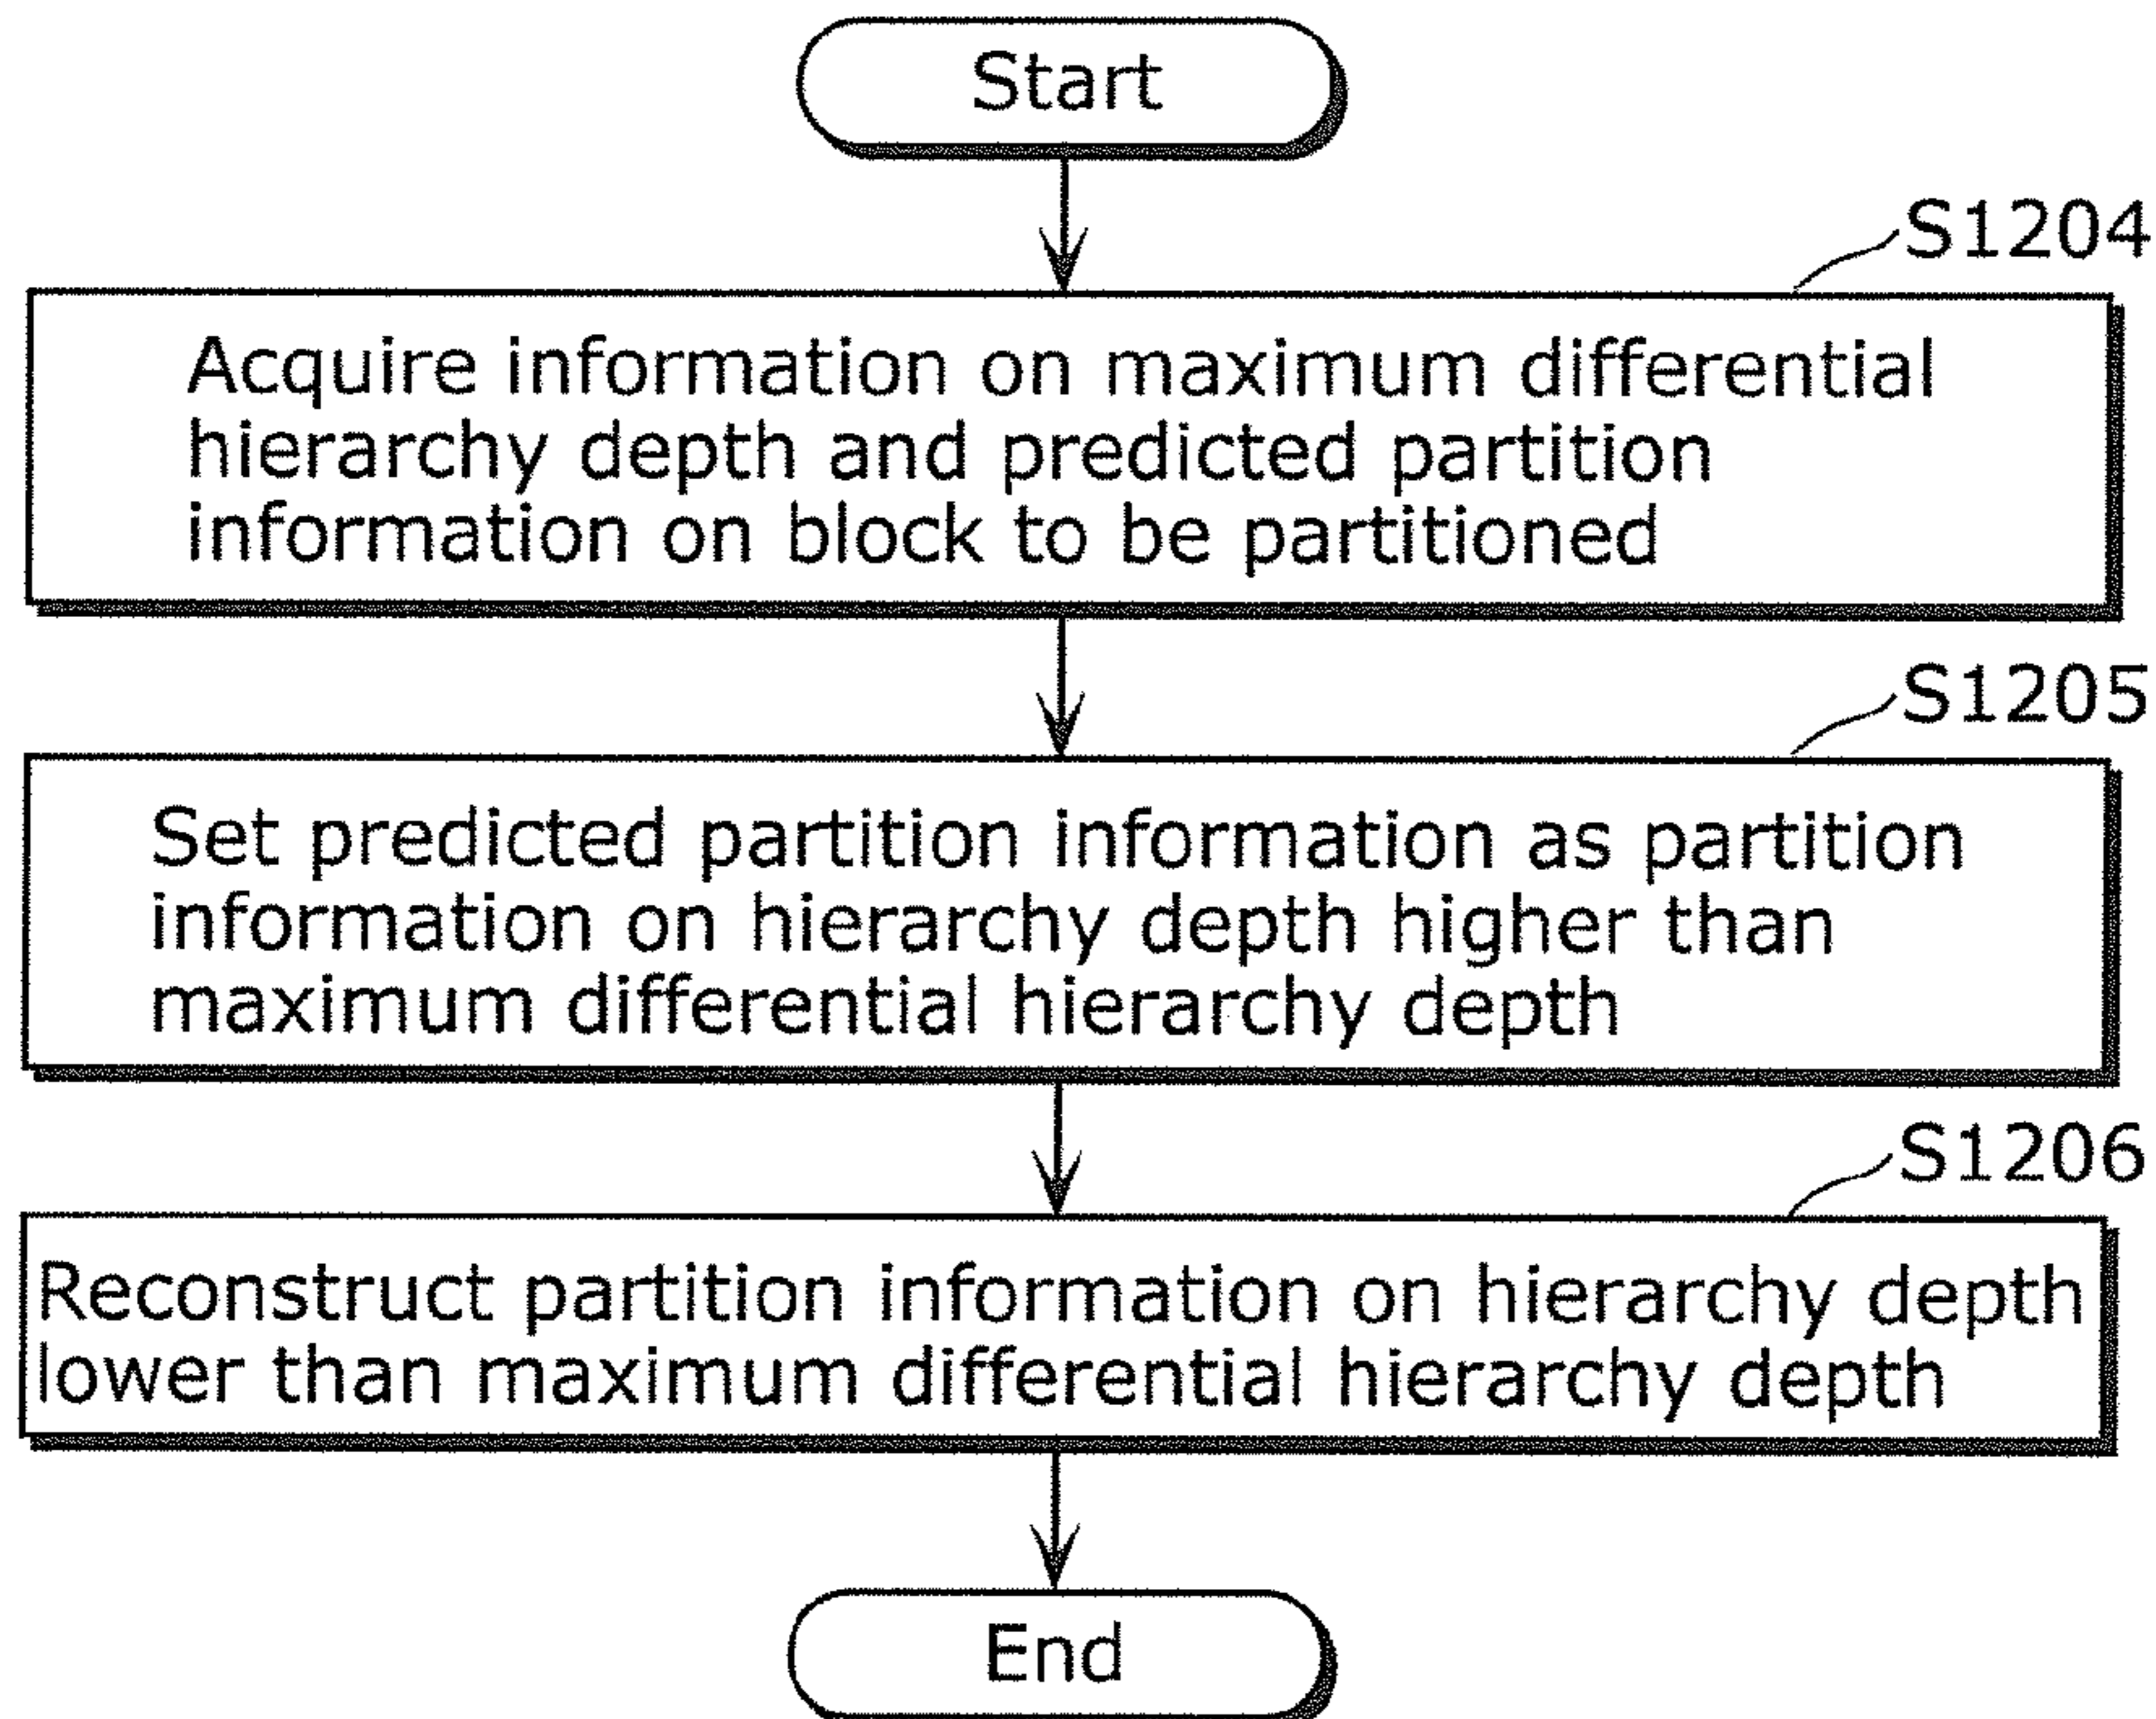 Start
S1204
Acquire information on maximum differential
hierarchy depth and predicted partition
information on block to be partitioned
S1205
Set predicted partition information as partition
information on hierarchy depth higher than
maximum differential hierarchy depth
S1206
Reconstruct partition information on hierarchy depth
lower than maximum differential hierarchy depth
End